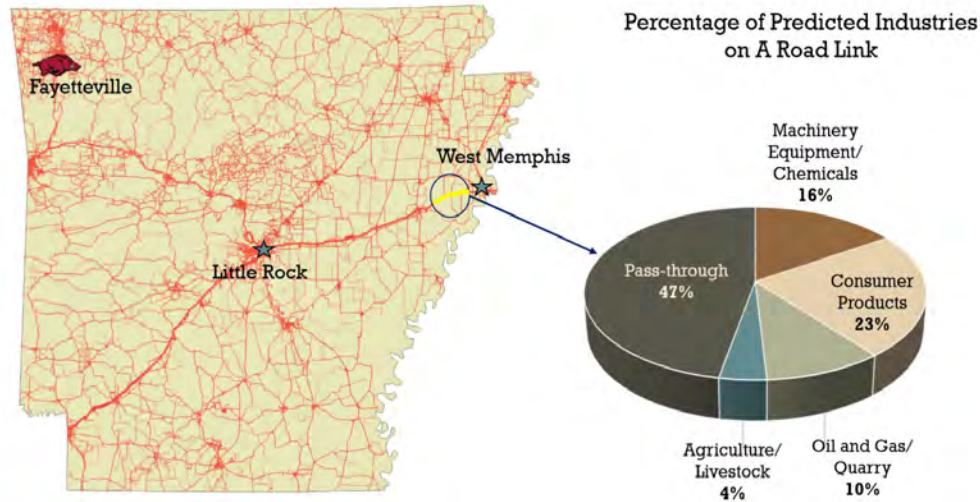 Percentage of Predicted Industries
on A Road Link
Fayetteville
West Memphis
Little Rock
Machinery
Equipment/
Chemicals
16%
Pass-through
47%
Consumer
Products
23%
Agriculture/
Livestock
4%
Oil and Gas/
Quarry
10%